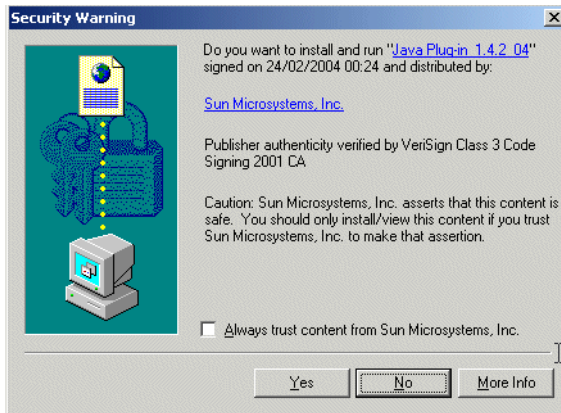 Security Warning
Do you want to install and run "Java Plug-in 1.4.2_04"
signed on 24/02/2004 00:24 and distributed by:
Sun Microsystems, Inc.
Publisher authenticity verified by VeriSign Class 3 Code
Signing 2001 CA
Caution: Sun Microsystems, Inc. asserts that this content is
safe. You should only install/view this content if you trust
Sun Microsystems, Inc. to make that assertion.
Always trust content from Sun Microsystems, Inc.
Yes No More Info